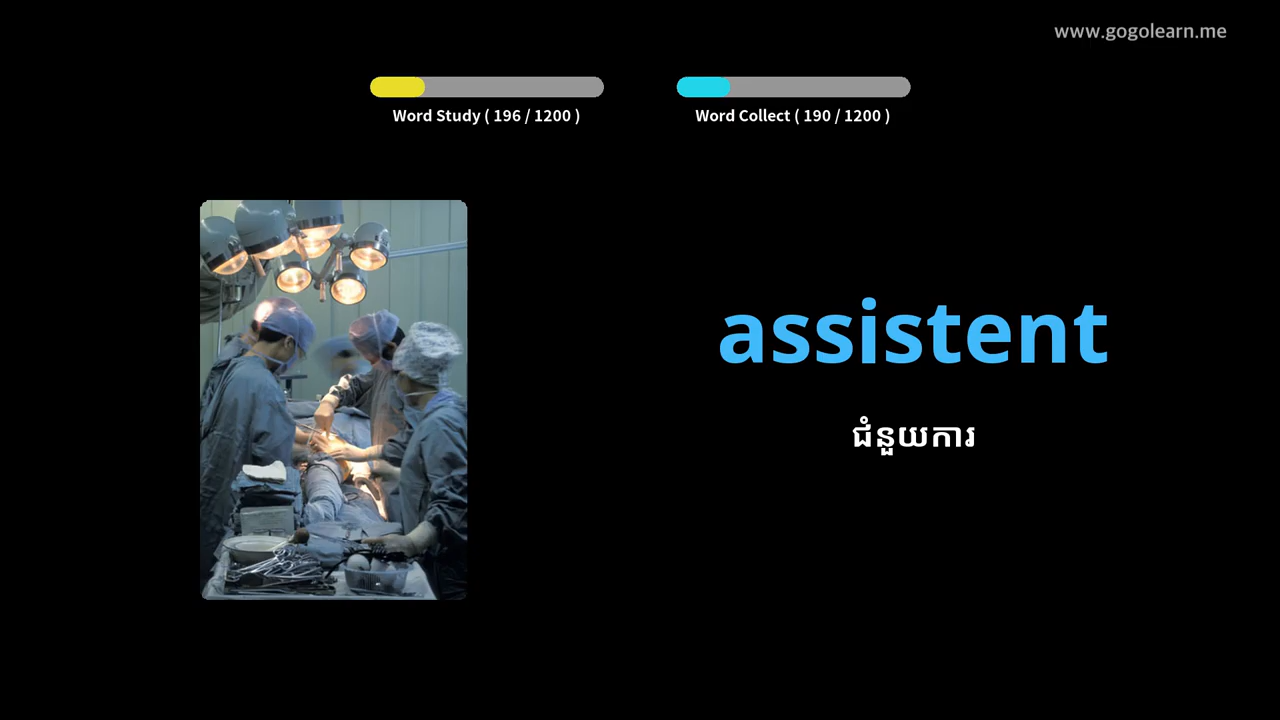 www.gogolearn.me
Word Study ( 196 / 1200 )
Word Collect ( 190 / 1200 )
assistent
ជំនួយការ